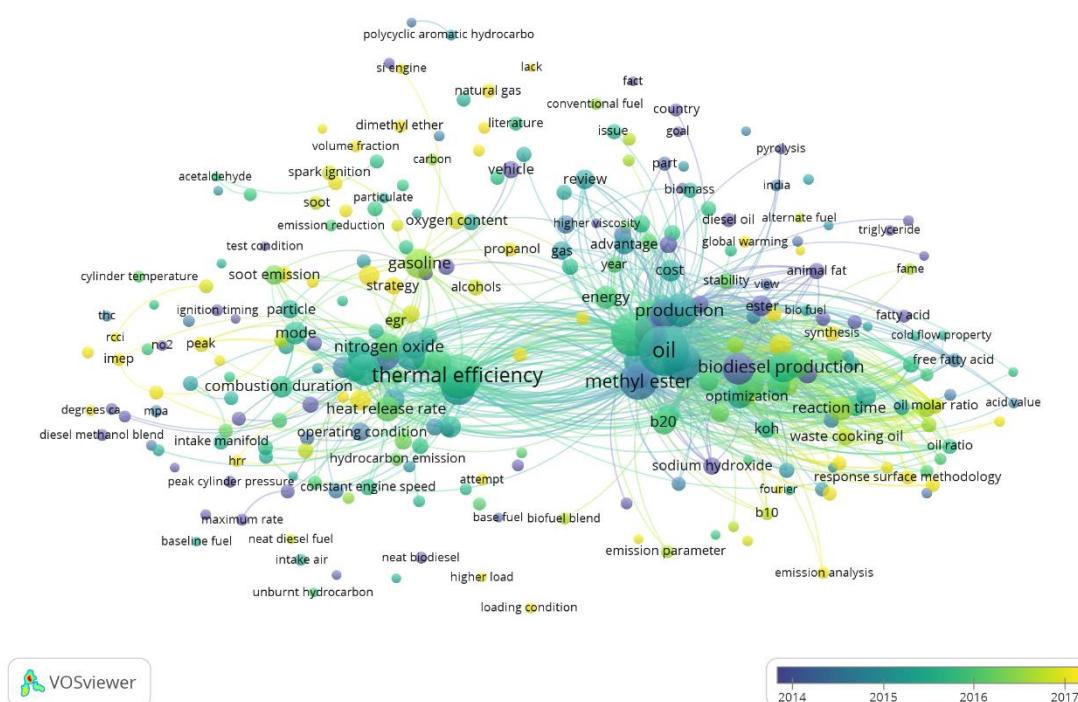 polycyclic aromatic hydrocarbo
si engine
lack
fact
natural gas
conventional fuel
country
dimethyl ether
literature
issue
goal
volume fraction
carbon
vehicle
part
pyrolysis
acetaldehyde
spark ignition
particulate
review
biomass
india
soot
emission reduction
oxygen content
higher viscosity
diesel oil
alternate fuel
triglyceride
test condition
propanol
gas
advantage
global warming
cylinder temperature
soot emission
gasoline
strategy
alcohols
year
cost
stability
view
animal fat
fame
thc
ignition timing
particle
egr
energy
production
ester
bio fuel
fatty acid
rcci
no2
peak
mode
nitrogen oxide
oil
synthesis
cold flow property
imep
combustion duration
thermal efficiency
methyl ester
biodiesel production
free fatty acid
degrees ca
mpa
heat release rate
optimization
reaction time
oil molar ratio
acid value
diesel methanol blend
intake manifold
operating condition
b20
koh
waste cooking oil
oil ratio
hrr
hydrocarbon emission
sodium hydroxide
peak cylinder pressure
constant engine speed
attempt
fourier
response surface methodology
maximum rate
base fuel
biofuel blend
b10
baseline fuel
neat diesel fuel
intake air
neat biodiesel
emission parameter
unburnt hydrocarbon
higher load
emission analysis
loading condition
VOSviewer
2014 2015 2016 2017